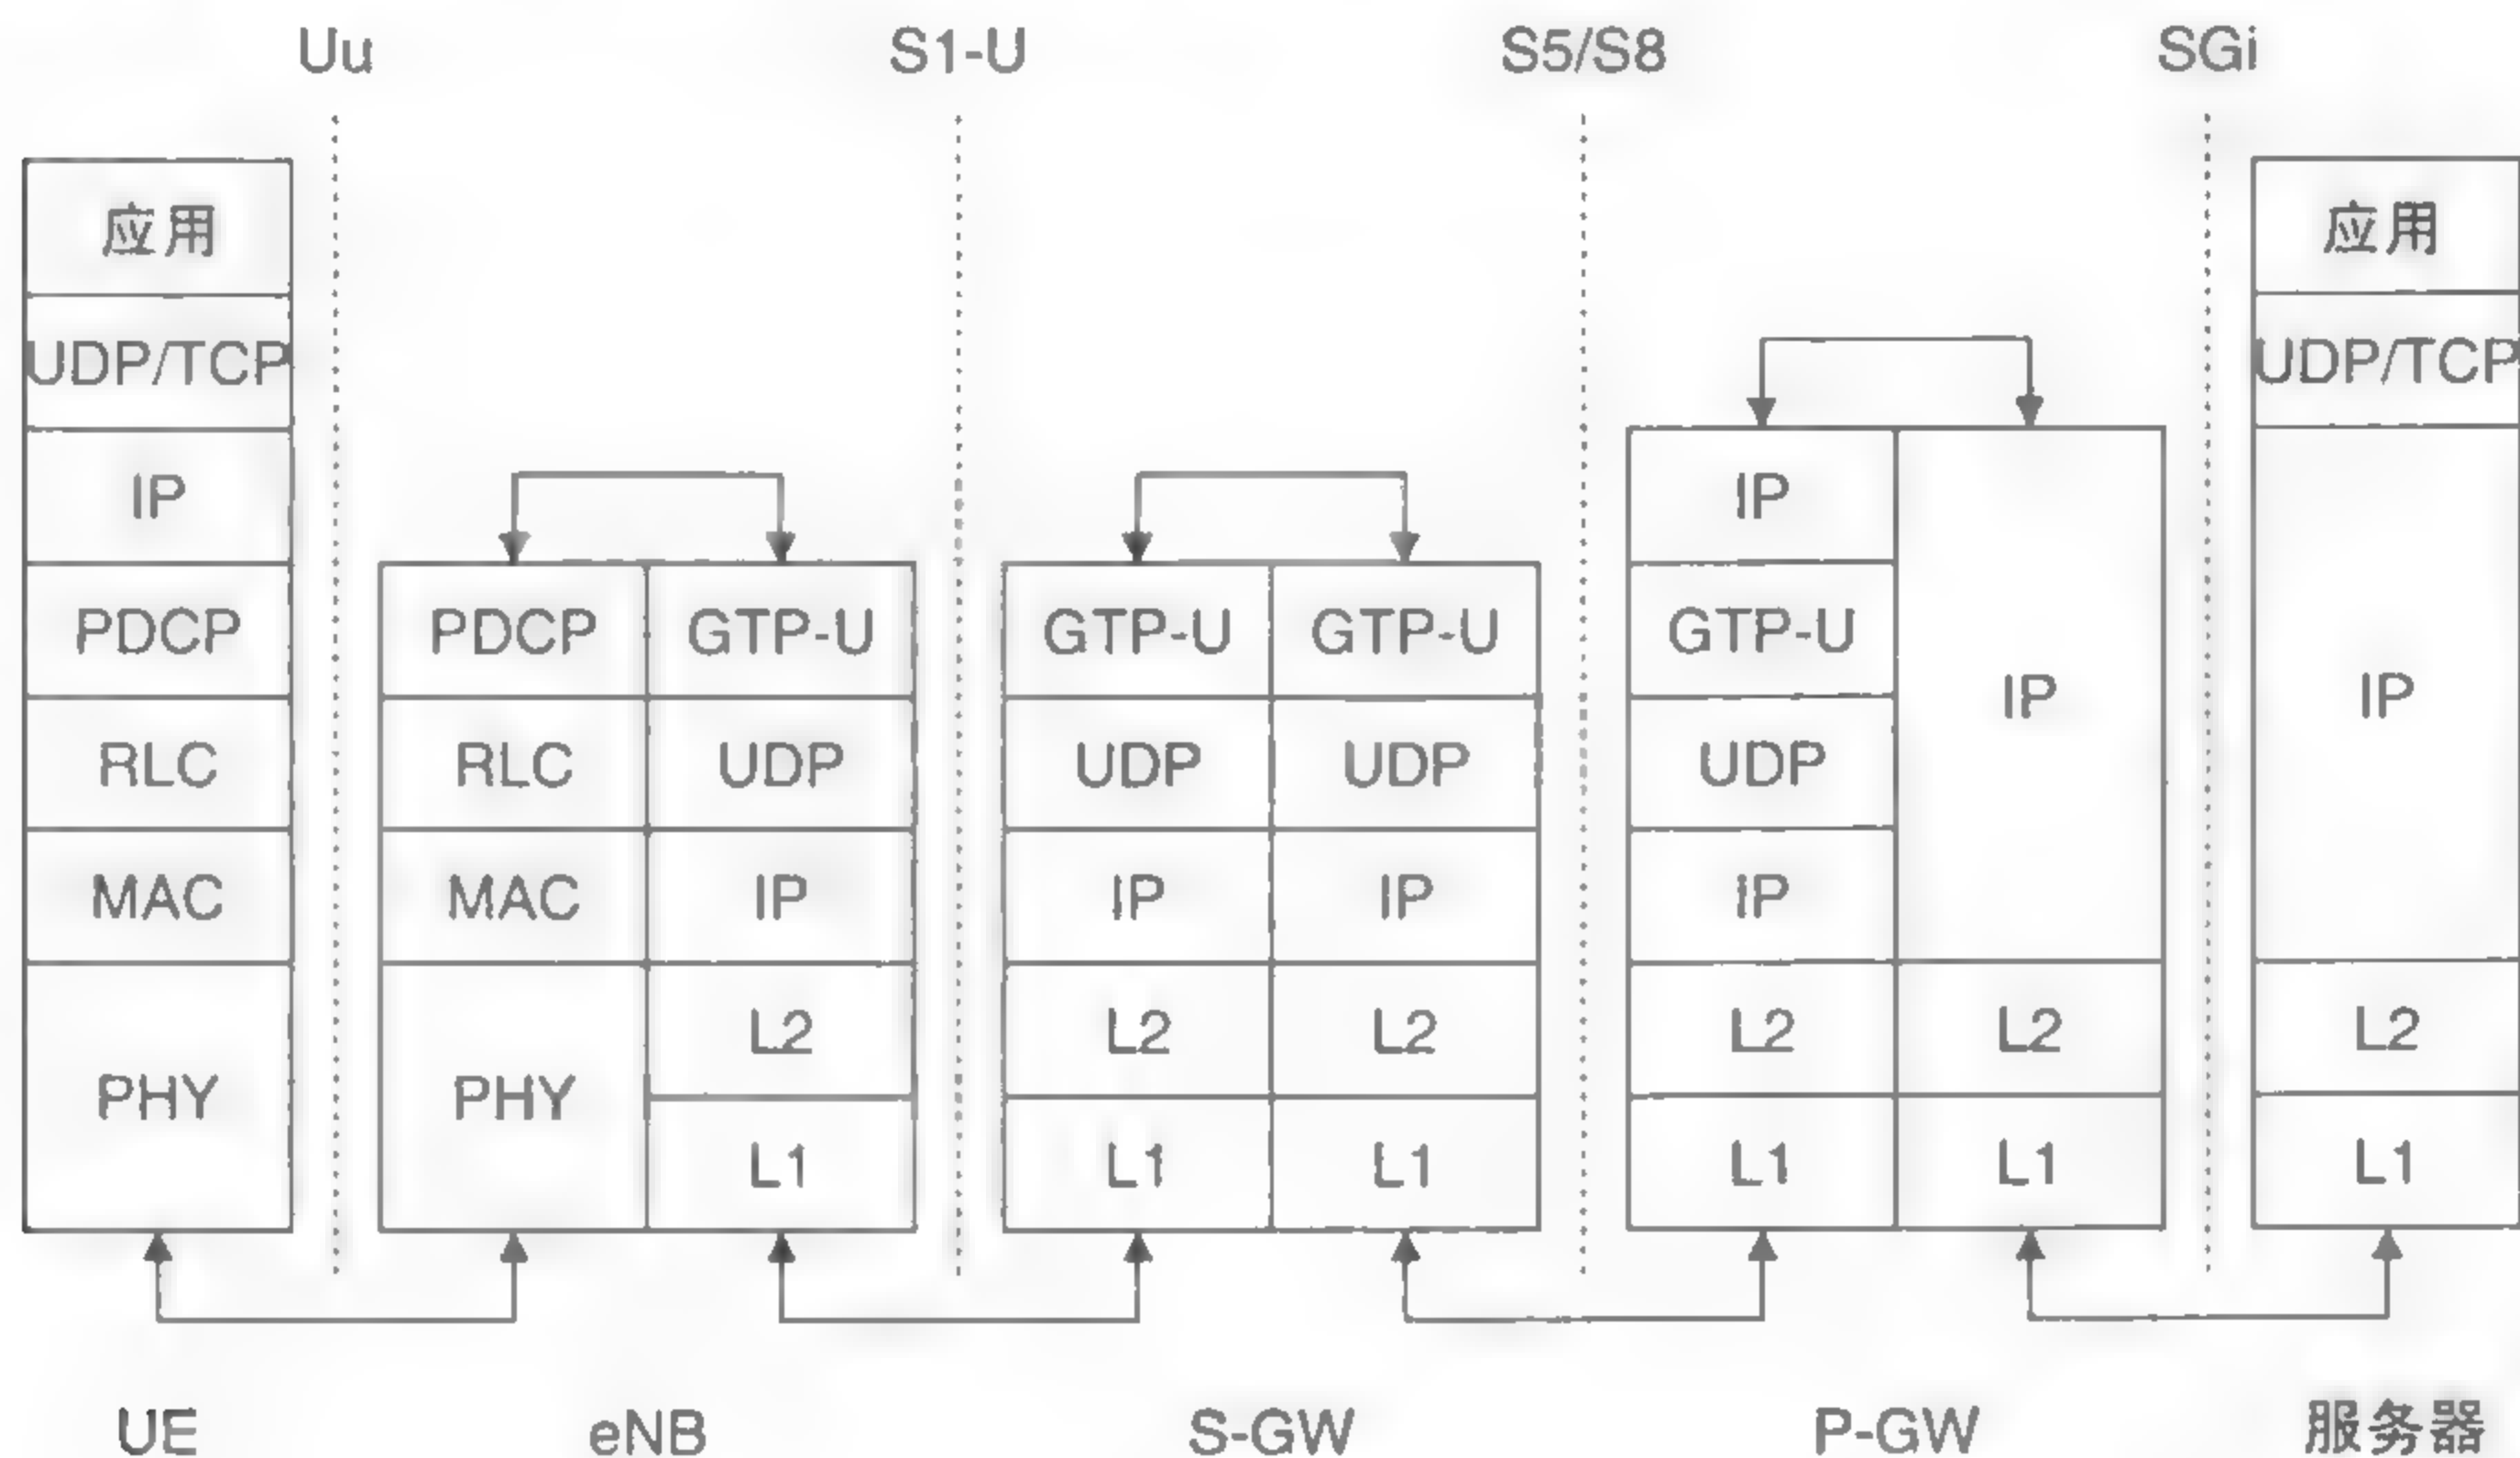 Uu S1-U S5/S8 SGi
应用 应用
UDP/TCP UDP/TCP
IP IP
PDCP PDCP GTP-U GTP-U GTP-U GTP-U IP IP
RLC RLC UDP UDP UDP UDP
MAC MAC IP IP IP IP
L2 L2 L2 L2 L2 L2
PHY PHY
L1 L1 L1 L1 L1 L1
UE eNB S-GW P-GW 服务器